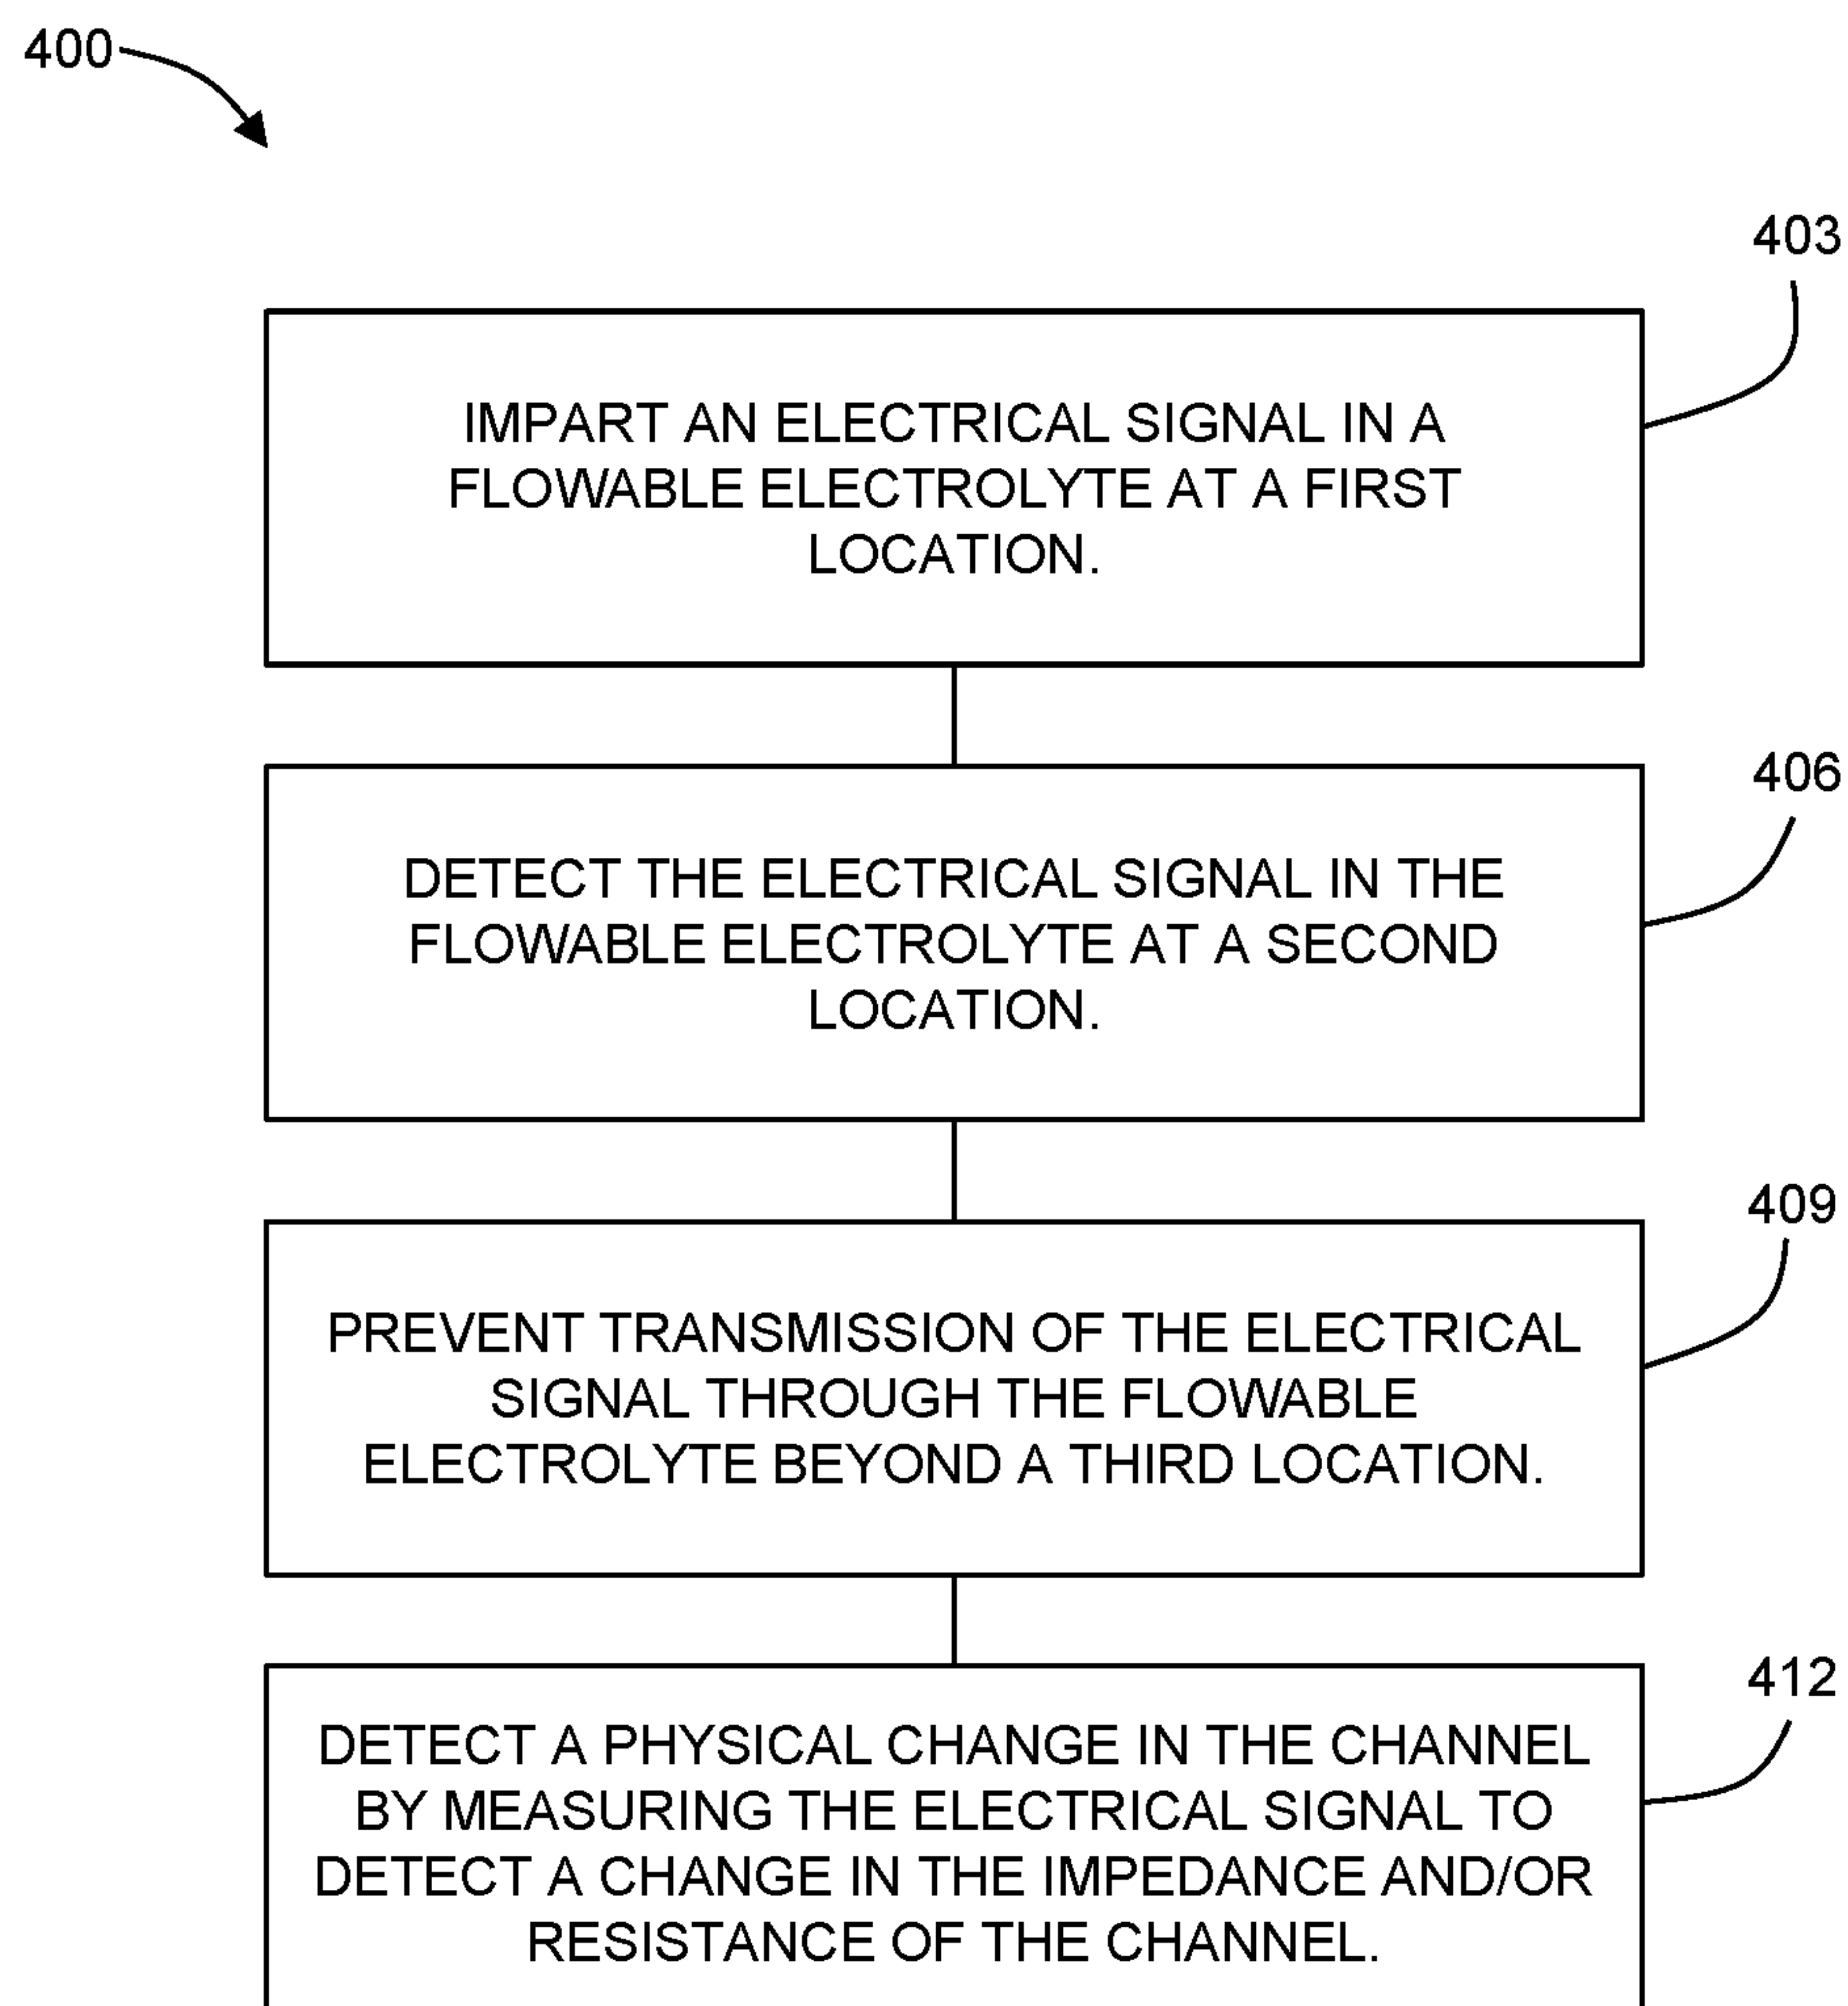 400
403
IMPART AN ELECTRICAL SIGNAL IN A
FLOWABLE ELECTROLYTE AT A FIRST
LOCATION.
406
DETECT THE ELECTRICAL SIGNAL IN THE
FLOWABLE ELECTROLYTE AT A SECOND
LOCATION.
409
PREVENT TRANSMISSION OF THE ELECTRICAL
SIGNAL THROUGH THE FLOWABLE
ELECTROLYTE BEYOND A THIRD LOCATION.
412
DETECT A PHYSICAL CHANGE IN THE CHANNEL
BY MEASURING THE ELECTRICAL SIGNAL TO
DETECT A CHANGE IN THE IMPEDANCE AND/OR
RESISTANCE OF THE CHANNEL.